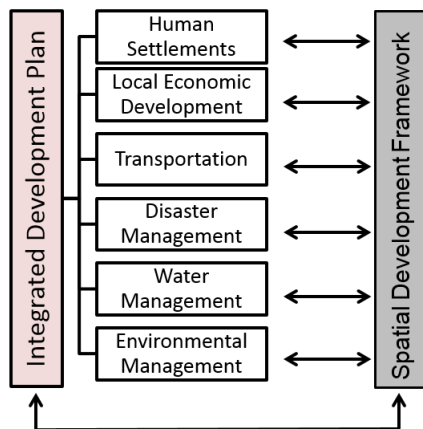 Integrated Development Plan
Human
Settlements
Local Economic
Development
Transportation
Disaster
Management
Water
Management
Environmental
Management
Spatial Development Framework